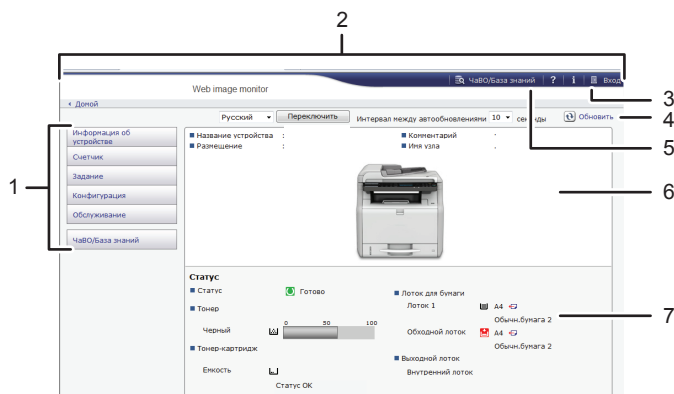 2
Web image monitor
ЧаВО/База знаний
?
i
Вход
3
Домой
Русский
Переключить
Интервал между автообновлениями 10 секунды
Обновить
4
5
1
Информация об
устройстве
Счетчик
Задание
Конфигурация
Обслуживание
ЧаВО/База знаний
Название устройства :
Размещение :
Комментарий
Имя узла
6
Статус
Статус
Готово
Тонер
0 50 100
Черный
Тонер-картридж
Емкость
Статус OK
Лоток для бумаги
Лоток 1
A4
Обычн.бумага 2
Обходной лоток
A4
Обычн.бумага 2
Выходной лоток
Внутренний лоток
7